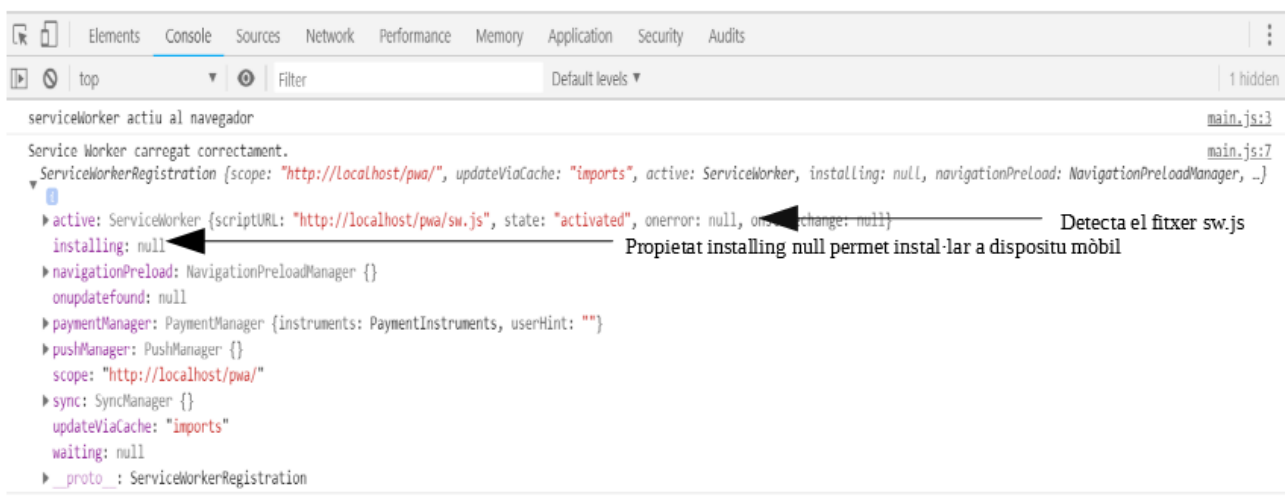 Elements Console Sources Network Performance Memory Application Security Audits
top Filter Default levels 1 hidden
serviceWorker actiu al navegador main.js:3
Service Worker carregat correctament. main.js:7
ServiceWorkerRegistration {scope: "http://localhost/pwa/", updateViaCache: "imports", active: ServiceWorker, installing: null, navigationPreload: NavigationPreloadManager, …}
active: ServiceWorker {scriptURL: "http://localhost/pwa/sw.js", state: "activated", onerror: null, change: null} Detecta el fitxer sw.js
installing: null Propietat installing null permet instal·lar a dispositu mòbil
navigationPreload: NavigationPreloadManager {}
onupdatefound: null
paymentManager: PaymentManager {instruments: PaymentInstruments, userHint: ""}
pushManager: PushManager {}
scope: "http://localhost/pwa/"
sync: SyncManager {}
updateViaCache: "imports"
waiting: null
__proto__: ServiceWorkerRegistration